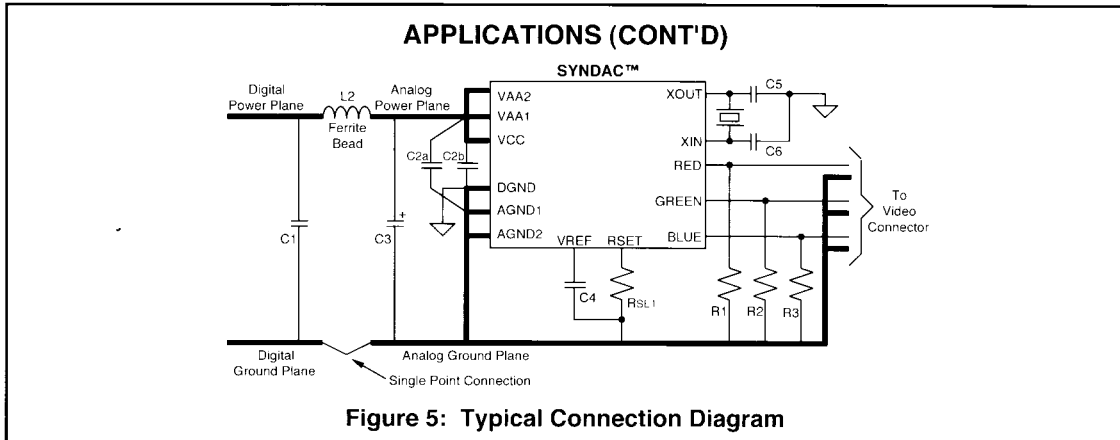 APPLICATIONS (CONT'D)
SYNDAC™
Digital
Power Plane
L2
Ferrite
Bead
Analog
Power Plane
VAA2
VAA1
VCC
C2a
C2b
DGND
AGND1
AGND2
VREF
RSET
XOUT
XIN
RED
GREEN
BLUE
C5
C6
To
Video
Connector
C1
C3
+
C4
RSL1
R1
R2
R3
Digital
Ground Plane
Analog Ground Plane
Single Point Connection
Figure 5: Typical Connection Diagram